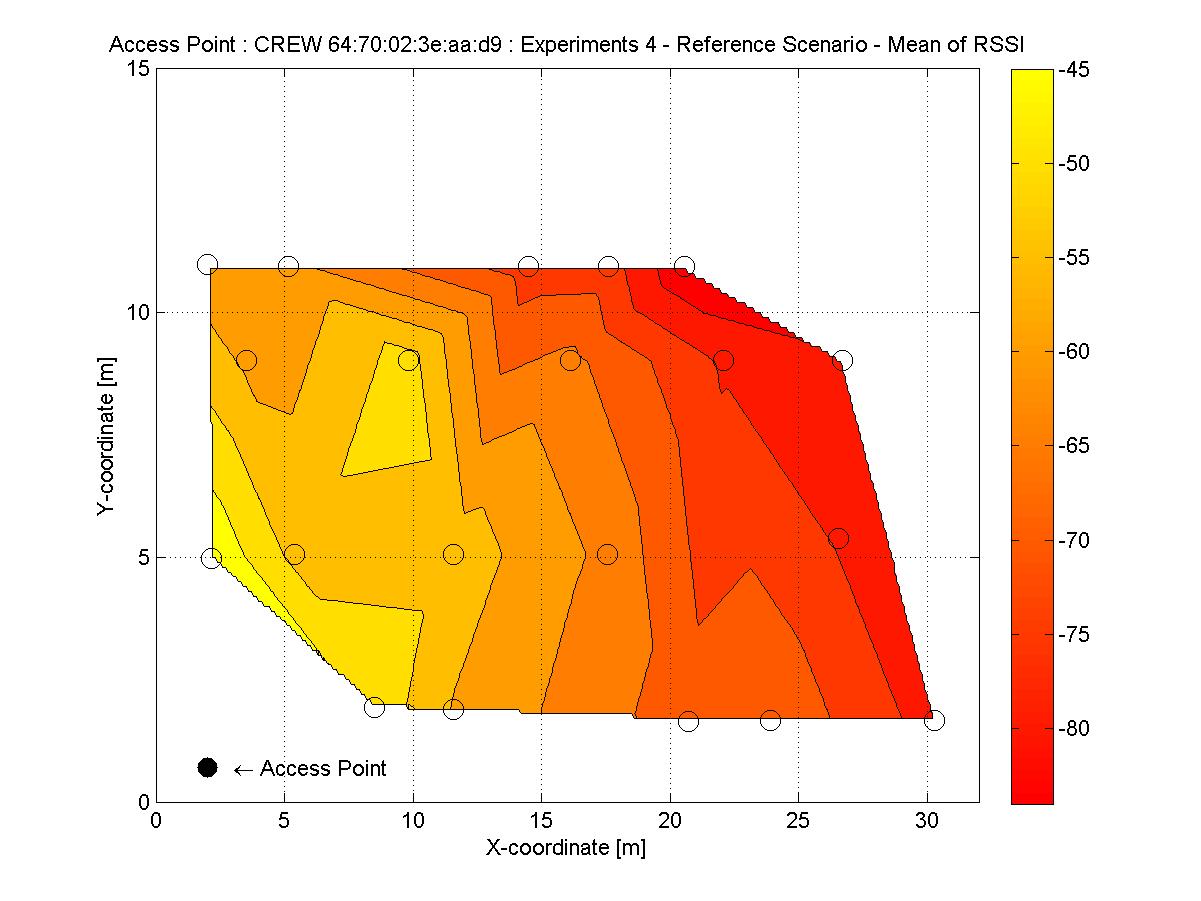 Access Point : CREW 64:70:02:3e:aa:d9 : Experiments 4 - Reference Scenario - Mean of RSSI
15
10
5
0
Y-coordinate [m]
0 5 10 15 20 25 30
X-coordinate [m]
← Access Point
-45
-50
-55
-60
-65
-70
-75
-80